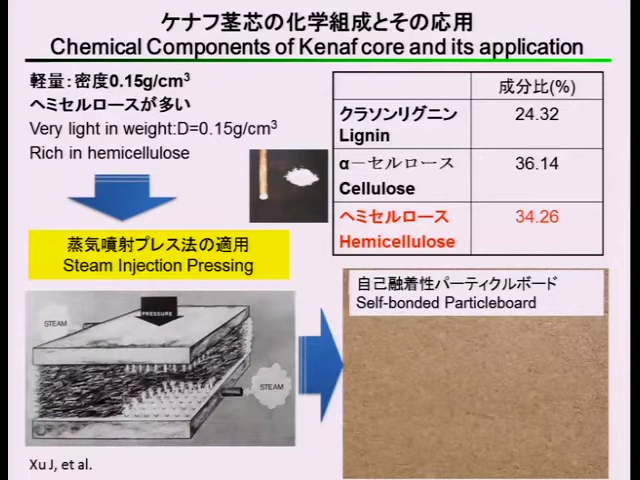 ケナフ茎芯の化学組成とその応用
Chemical Components of Kenaf core and its application
軽量：密度0.15g/cm³
ヘミセルロースが多い
Very light in weight:D=0.15g/cm³
Rich in hemicellulose
成分比(%)
クラソンリグニン 24.32
Lignin
α－セルロース 36.14
Cellulose
ヘミセルロース 34.26
Hemicellulose
蒸気噴射プレス法の適用
Steam Injection Pressing
PRESSURE
STEAM
STEAM
自己融着性パーティクルボード
Self-bonded Particleboard
Xu J, et al.